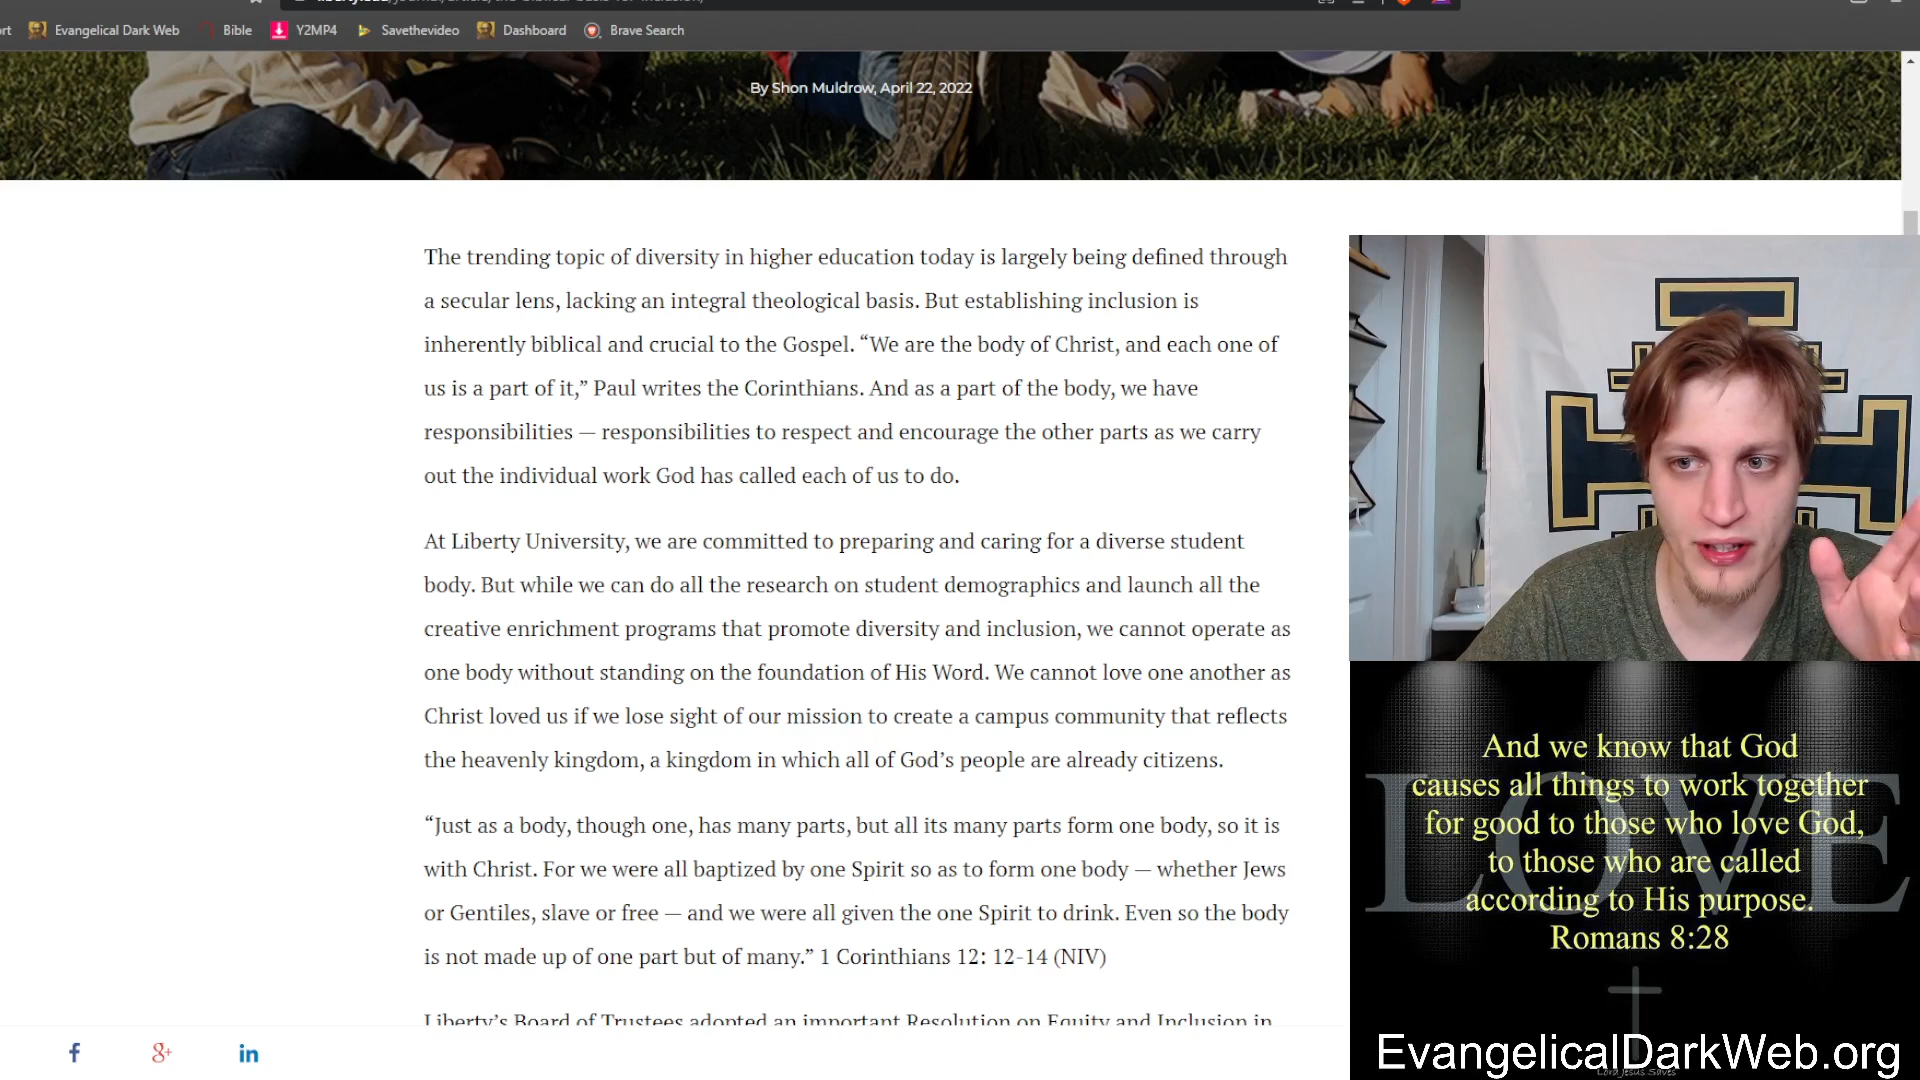 Evangelical Dark Web
Bible
Y2MP4
Savethevideo
Dashboard
Brave Search
By Shon Muldrow, April 22, 2022
The trending topic of diversity in higher education today is largely being defined through
a secular lens, lacking an integral theological basis. But establishing inclusion is
inherently biblical and crucial to the Gospel. “We are the body of Christ, and each one of
us is a part of it,” Paul writes the Corinthians. And as a part of the body, we have
responsibilities — responsibilities to respect and encourage the other parts as we carry
out the individual work God has called each of us to do.
At Liberty University, we are committed to preparing and caring for a diverse student
body. But while we can do all the research on student demographics and launch all the
creative enrichment programs that promote diversity and inclusion, we cannot operate as
one body without standing on the foundation of His Word. We cannot love one another as
Christ loved us if we lose sight of our mission to create a campus community that reflects
the heavenly kingdom, a kingdom in which all of God’s people are already citizens.
“Just as a body, though one, has many parts, but all its many parts form one body, so it is
with Christ. For we were all baptized by one Spirit so as to form one body — whether Jews
or Gentiles, slave or free — and we were all given the one Spirit to drink. Even so the body
is not made up of one part but of many.” 1 Corinthians 12: 12-14 (NIV)
Liberty’s Board of Trustees adopted an important Resolution on Equity and Inclusion in
f
g+
in
LOVE
And we know that God
causes all things to work together
for good to those who love God,
to those who are called
according to His purpose.
Romans 8:28
EvangelicalDarkWeb.org
Lord Jesus Saves